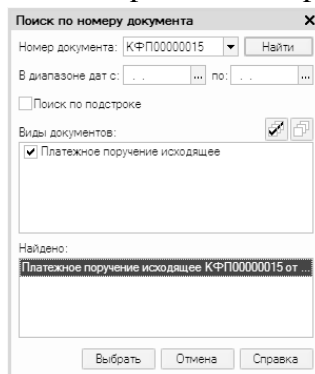 Поиск по номеру документа
Номер документа: КФП00000015 Найти
В диапазоне дат с: . . ... по: . . ...
Поиск по подстроке
Виды документов:
Платежное поручение исходящее
Найдено:
Платежное поручение исходящее КФП00000015 от ...
Выбрать Отмена Справка